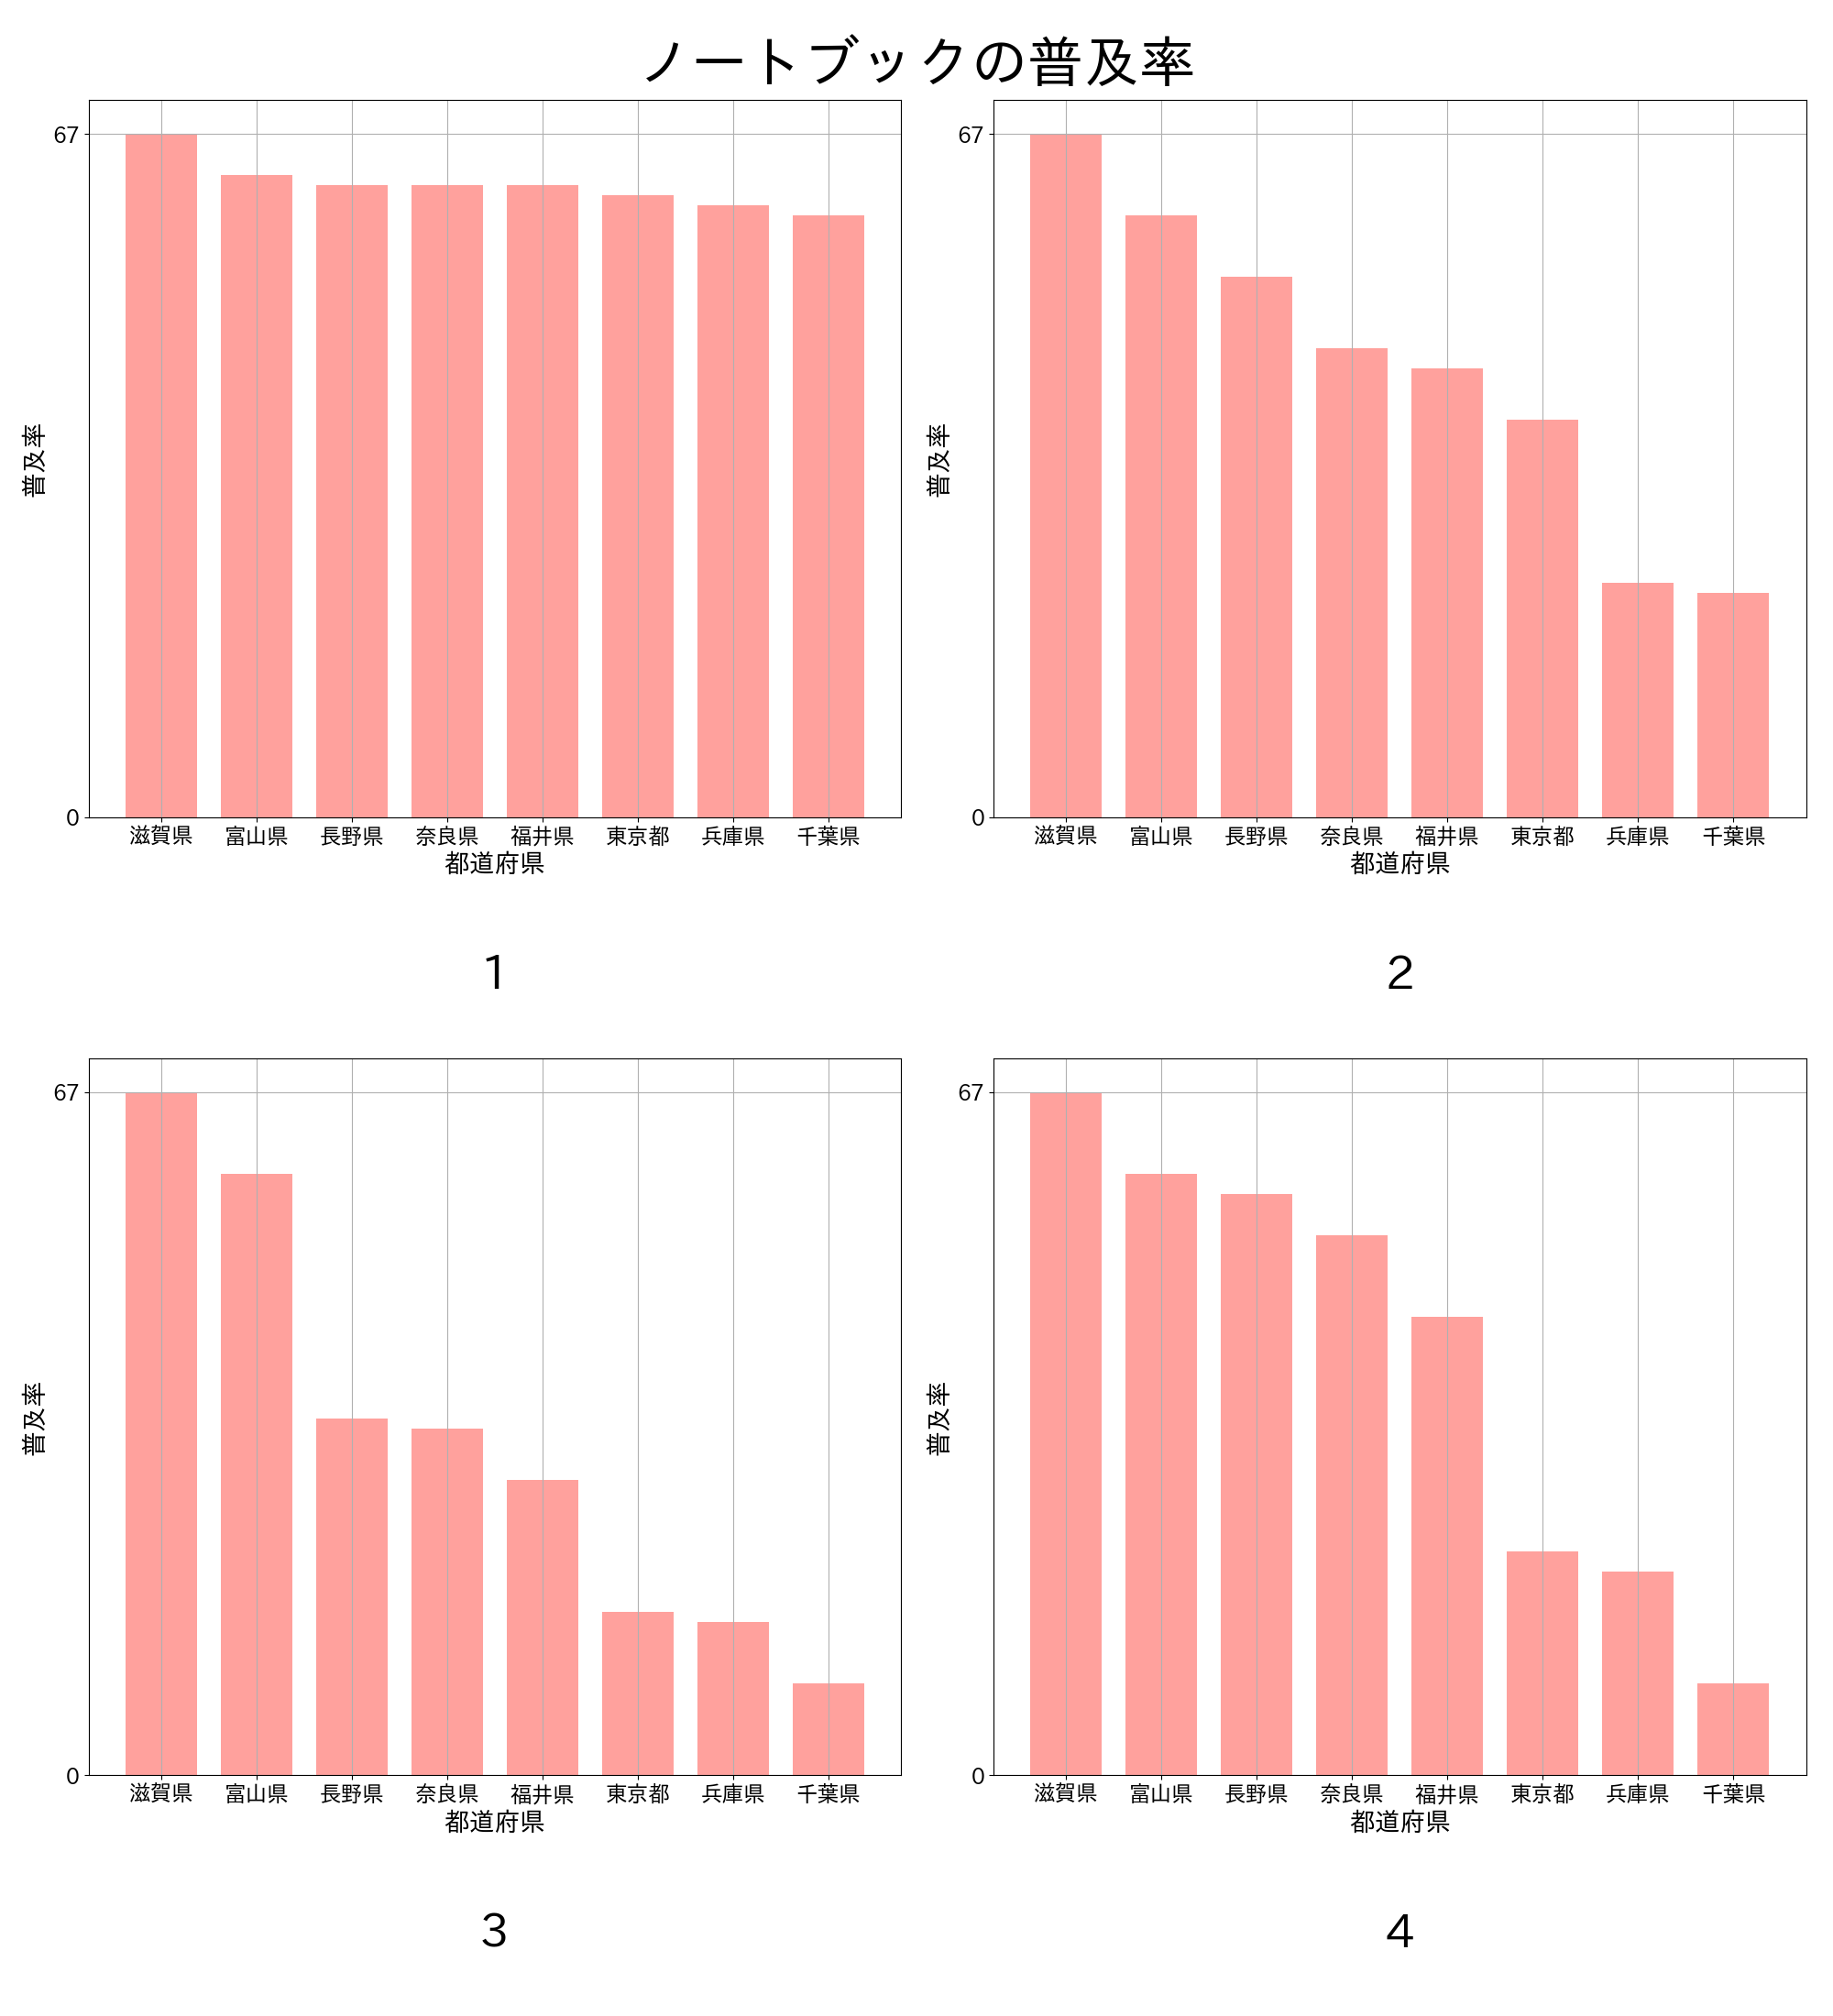 ノートブックの普及率
67
0
普及率
滋賀県 富山県 長野県 奈良県 福井県 東京都 兵庫県 千葉県
都道府県
1
67
0
普及率
滋賀県 富山県 長野県 奈良県 福井県 東京都 兵庫県 千葉県
都道府県
2
67
0
普及率
滋賀県 富山県 長野県 奈良県 福井県 東京都 兵庫県 千葉県
都道府県
3
67
0
普及率
滋賀県 富山県 長野県 奈良県 福井県 東京都 兵庫県 千葉県
都道府県
4